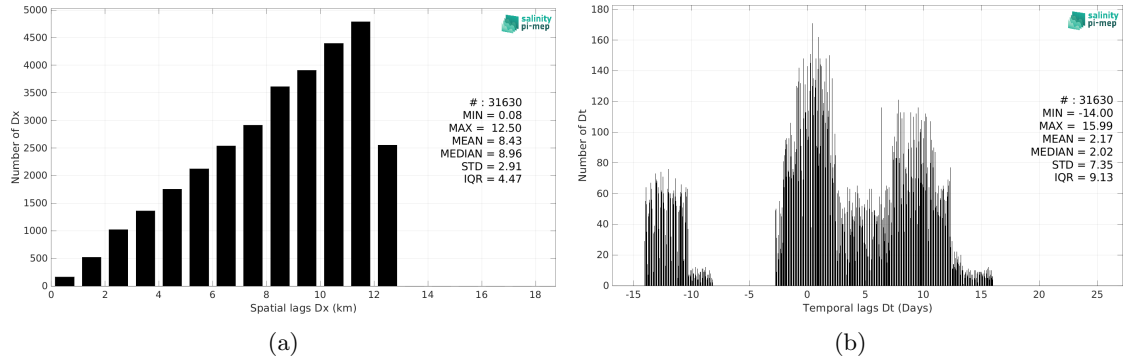 5000
4500
4000
3500
3000
2500
2000
1500
1000
500
0
Number of Dx
salinity
pi-mep
# : 31630
MIN = 0.08
MAX = 12.50
MEAN = 8.43
MEDIAN = 8.96
STD = 2.91
IQR = 4.47
0 2 4 6 8 10 12 14 16 18
Spatial lags Dx (km)
(a)
180
160
140
120
100
80
60
40
20
0
Number of Dt
salinity
pi-mep
# : 31630
MIN = -14.00
MAX = 15.99
MEAN = 2.17
MEDIAN = 2.02
STD = 7.35
IQR = 9.13
-15 -10 -5 0 5 10 15 20 25
Temporal lags Dt (Days)
(b)